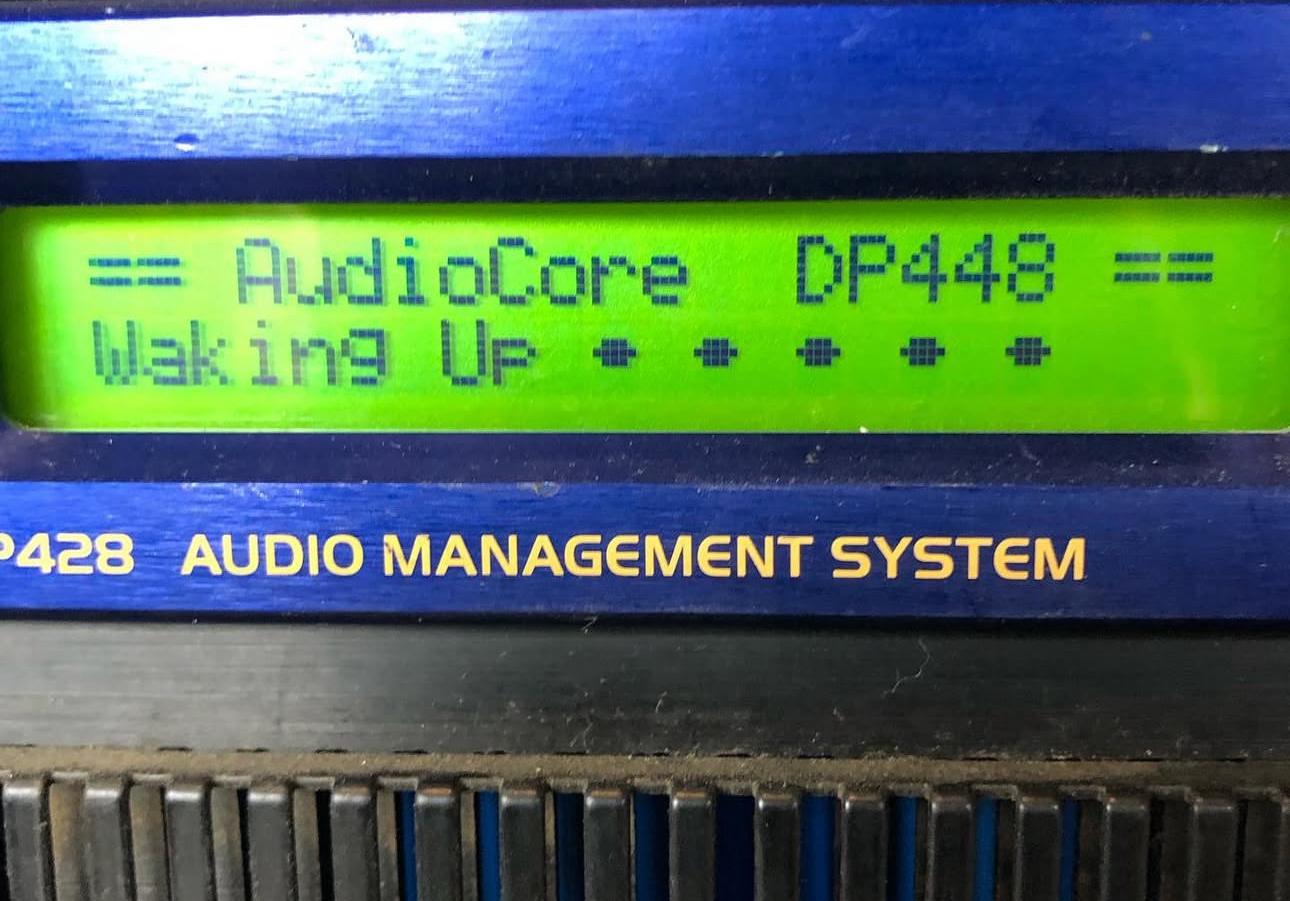 == AudioCore DP448 ==
Waking Up • • • • •
P428 AUDIO MANAGEMENT SYSTEM